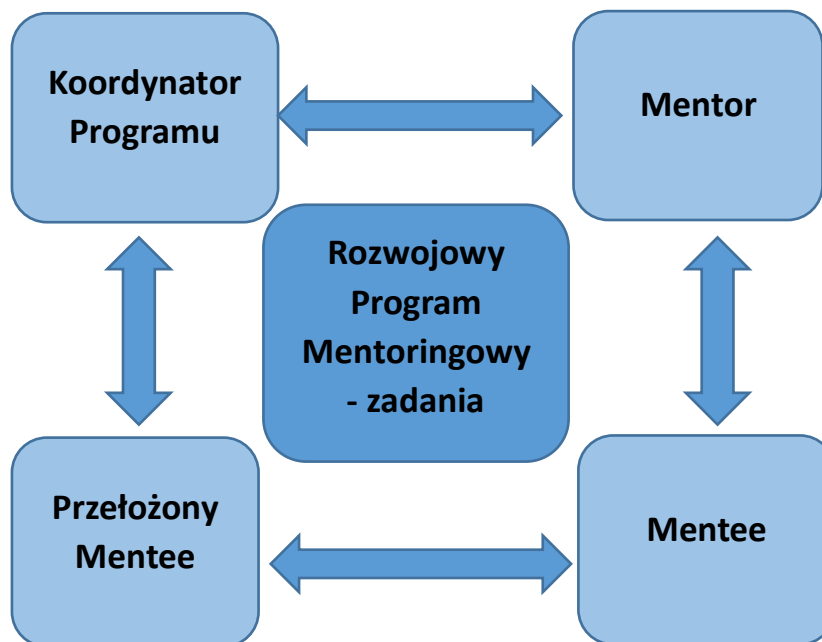 Koordynator
Programu
Mentor
Rozwojowy
Program
Mentoringowy
- zadania
Przełożony
Mentee
Mentee